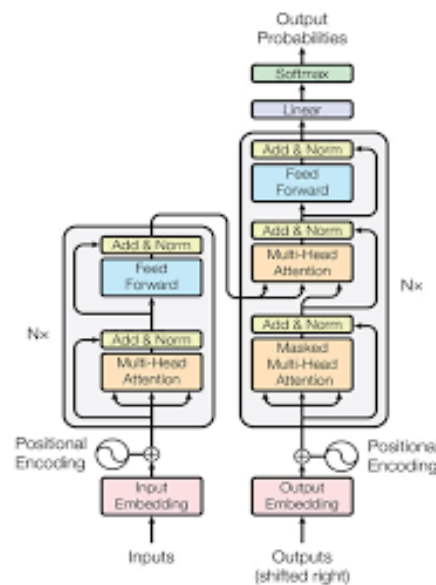 Output
Probabilities
Softmax
Linear
Add & Norm
Feed
Forward
Add & Norm
Multi-Head
Attention
Nx
Add & Norm
Masked
Multi-Head
Attention
Add & Norm
Feed
Forward
Nx
Add & Norm
Multi-Head
Attention
Positional
Encoding
Positional
Encoding
Input
Embedding
Output
Embedding
Inputs
Outputs
(shifted right)